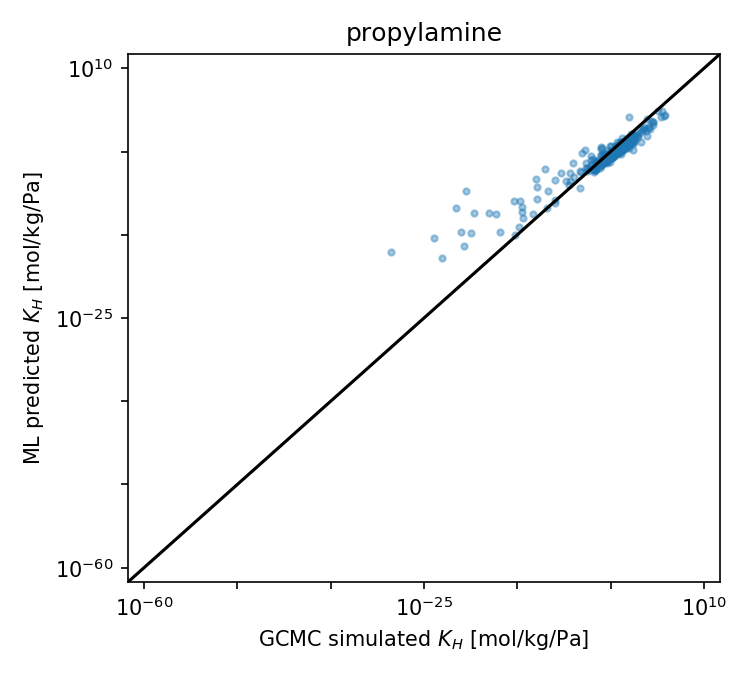 propylamine
10^10
10^-25
10^-60
ML predicted K_H [mol/kg/Pa]
10^-60 10^-25 10^10
GCMC simulated K_H [mol/kg/Pa]